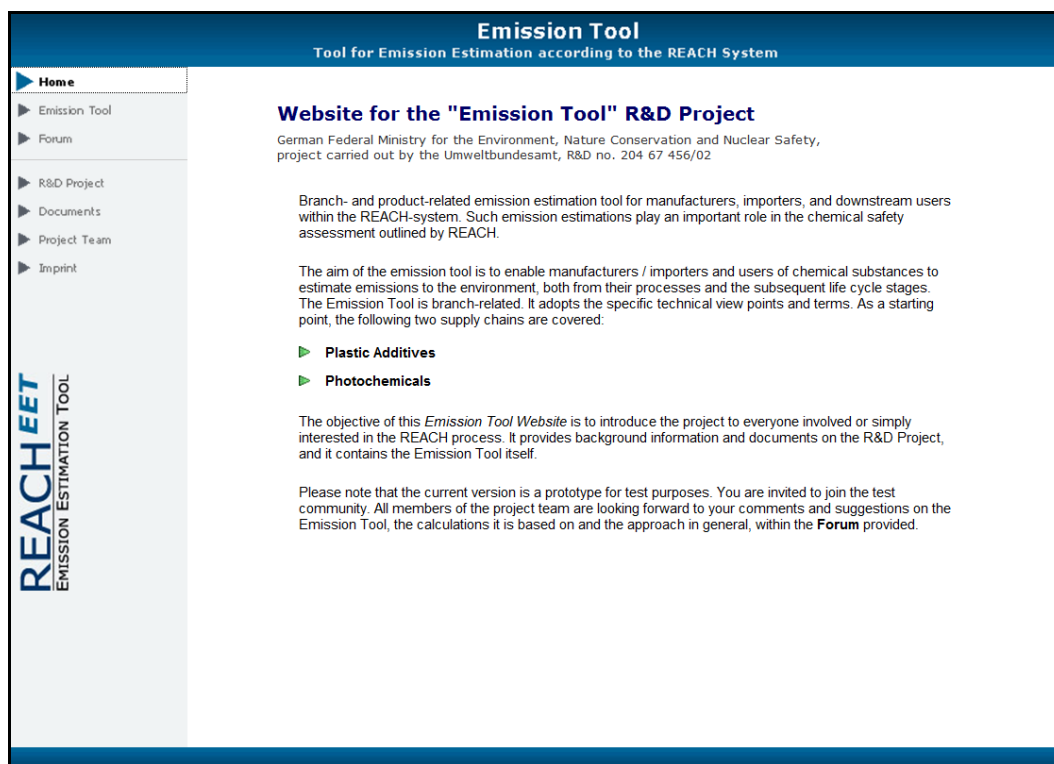 Emission Tool
Tool for Emission Estimation according to the REACH System
Home
Emission Tool
Forum
R&D Project
Documents
Project Team
Imprint
REACH EET
EMISSION ESTIMATION TOOL
Website for the "Emission Tool" R&D Project
German Federal Ministry for the Environment, Nature Conservation and Nuclear Safety,
project carried out by the Umweltbundesamt, R&D no. 204 67 456/02
Branch- and product-related emission estimation tool for manufacturers, importers, and downstream users
within the REACH-system. Such emission estimations play an important role in the chemical safety
assessment outlined by REACH.
The aim of the emission tool is to enable manufacturers / importers and users of chemical substances to
estimate emissions to the environment, both from their processes and the subsequent life cycle stages.
The Emission Tool is branch-related. It adopts the specific technical view points and terms. As a starting
point, the following two supply chains are covered:
Plastic Additives
Photochemicals
The objective of this Emission Tool Website is to introduce the project to everyone involved or simply
interested in the REACH process. It provides background information and documents on the R&D Project,
and it contains the Emission Tool itself.
Please note that the current version is a prototype for test purposes. You are invited to join the test
community. All members of the project team are looking forward to your comments and suggestions on the
Emission Tool, the calculations it is based on and the approach in general, within the Forum provided.